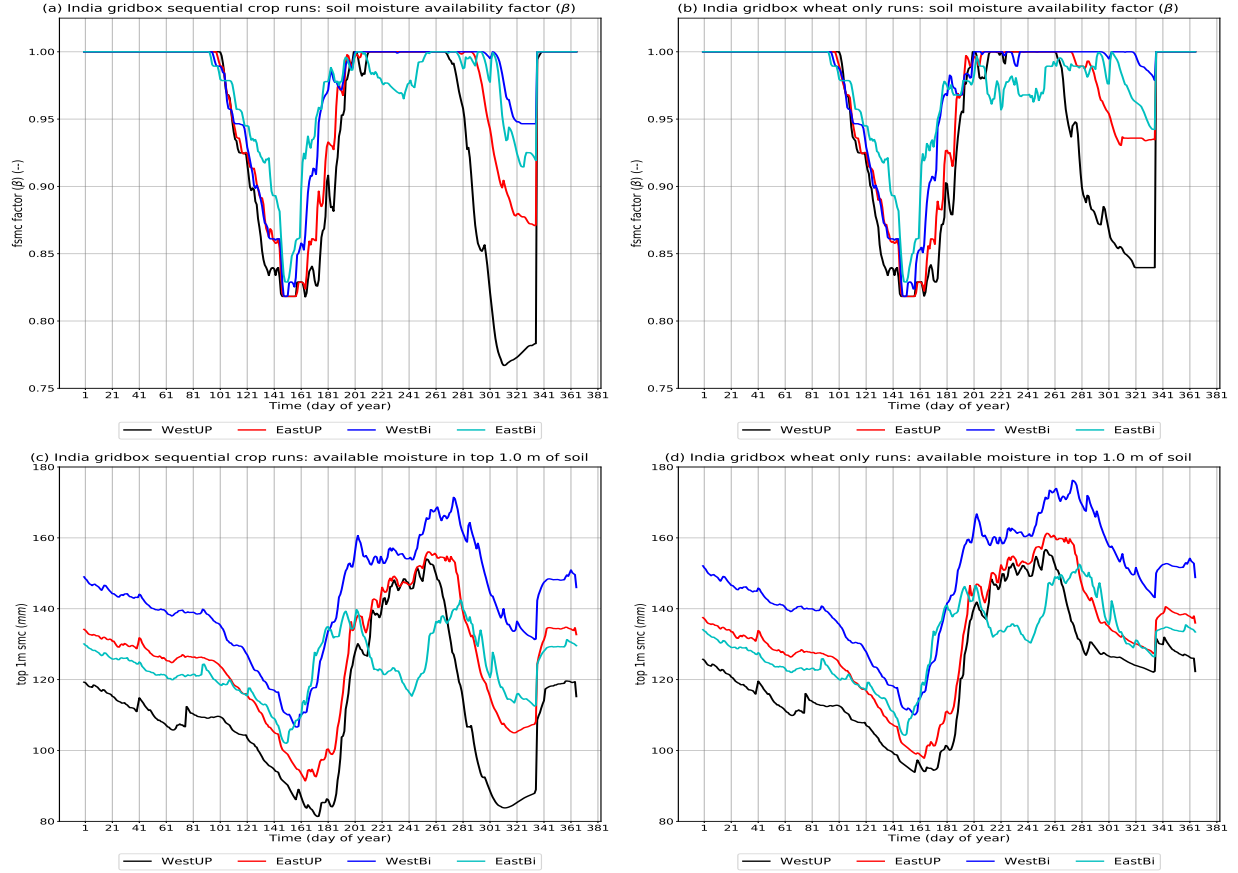 (a) India gridbox sequential crop runs: soil moisture availability factor (β)
fsmc factor (β) (--)
1.00
0.95
0.90
0.85
0.80
0.75
1 21 41 61 81 101 121 141 161 181 201 221 241 261 281 301 321 341 361 381
Time (day of year)
WestUP EastUP WestBi EastBi
(b) India gridbox wheat only runs: soil moisture availability factor (β)
fsmc factor (β) (--)
1.00
0.95
0.90
0.85
0.80
0.75
1 21 41 61 81 101 121 141 161 181 201 221 241 261 281 301 321 341 361 381
Time (day of year)
WestUP EastUP WestBi EastBi
(c) India gridbox sequential crop runs: available moisture in top 1.0 m of soil
top 1m smc (mm)
180
160
140
120
100
80
1 21 41 61 81 101 121 141 161 181 201 221 241 261 281 301 321 341 361 381
Time (day of year)
WestUP EastUP WestBi EastBi
(d) India gridbox wheat only runs: available moisture in top 1.0 m of soil
top 1m smc (mm)
180
160
140
120
100
80
1 21 41 61 81 101 121 141 161 181 201 221 241 261 281 301 321 341 361 381
Time (day of year)
WestUP EastUP WestBi EastBi